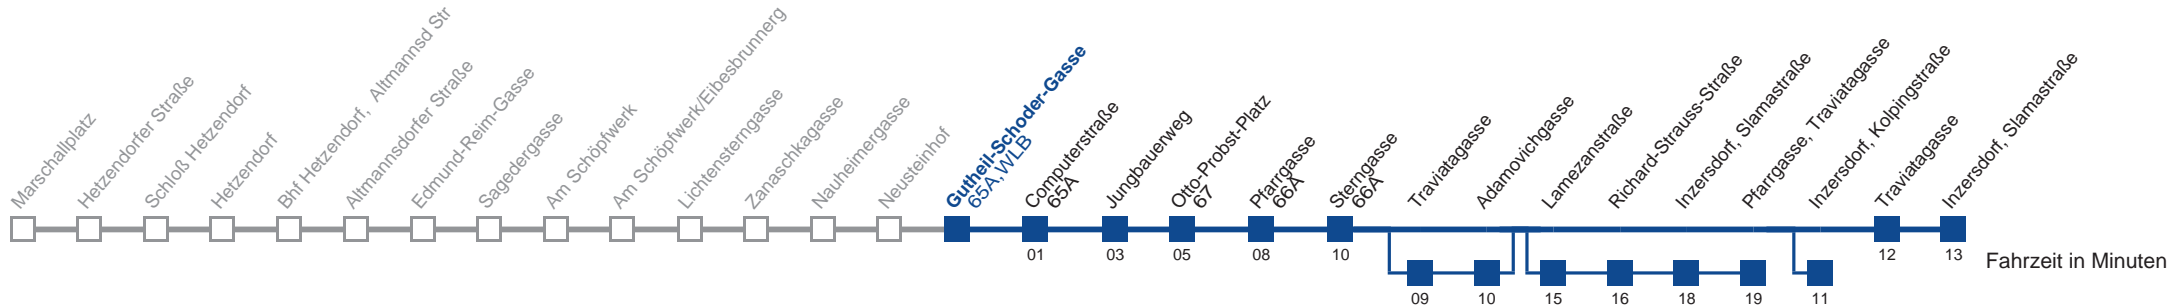 Marschallplatz
Hetzendorfer Straße
Schloß Hetzendorf
Hetzendorf
Bhf Hetzendorf, Altmannsd Str
Altmannsdorfer Straße
Edmund-Reim-Gasse
Sagedergasse
Am Schöpfwerk
Am Schöpfwerk/Eibesbrunnerg
Lichtensterngasse
Zanaschkagasse
Nauheimergasse
Neusteinhof
Gutheil-Schoder-Gasse
65A, WLB
Computerstraße
65A
Jungbauerweg
Otto-Probst-Platz
67
Pfarrgasse
66A
Sterngasse
66A
Traviatagasse
Adamovichgasse
Lamezanstraße
Richard-Strauss-Straße
Inzersdorf, Slamastraße
Pfarrgasse, Traviatagasse
Inzersdorf, Kolpingstraße
Traviatagasse
Inzersdorf, Slamastraße
01 03 05 08 10 12 13
Fahrzeit in Minuten
09 10 15 16 18 19 11